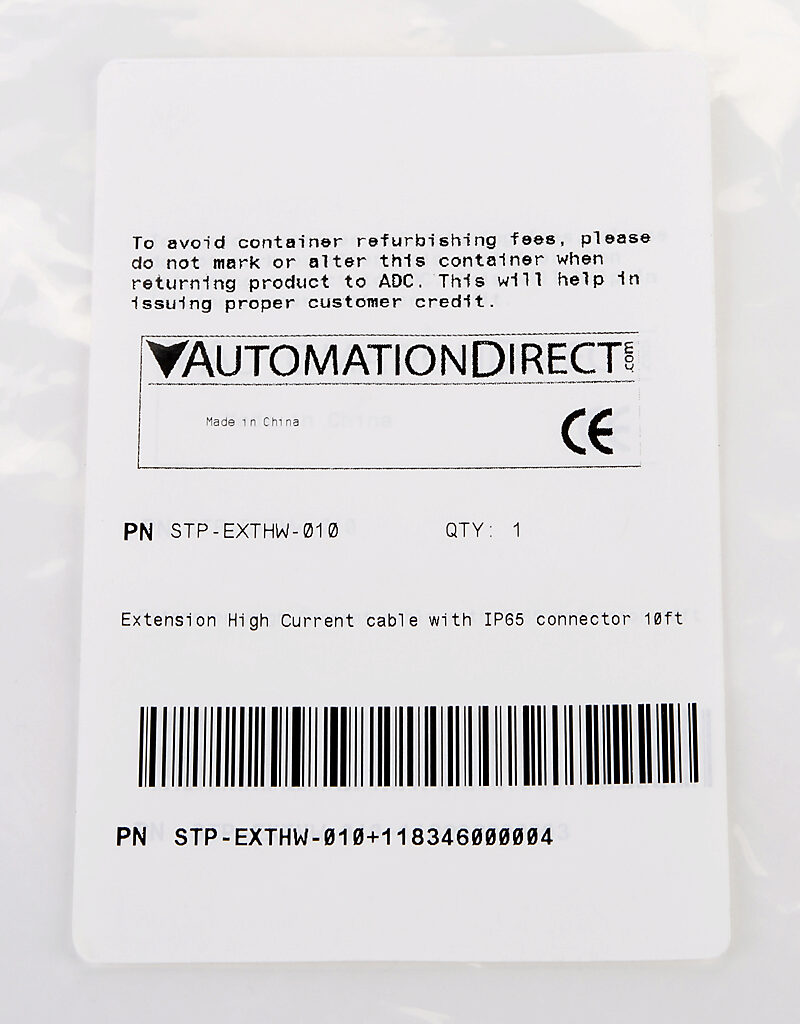 To avoid container refurbishing fees, please
do not mark or alter this container when
returning product to ADC. This will help in
issuing proper customer credit.
AUTOMATIONDIRECT.com
Made in China
CE
PN STP-EXTHW-010 QTY: 1
Extension High Current cable with IP65 connector 10ft
PN STP-EXTHW-010+118346000004